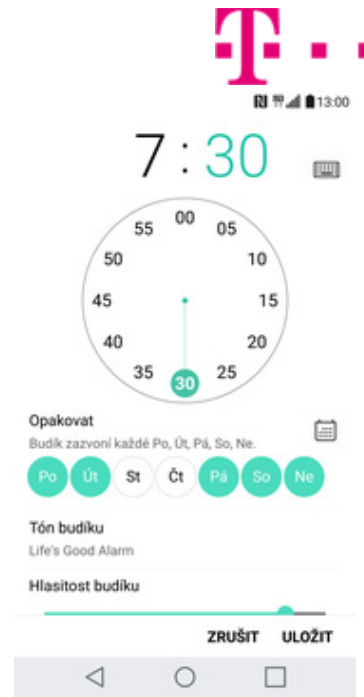 T
13:00
7 : 30
00
55 05
50 10
45 15
40 20
35 25
30
Opakovat
Budík zazvoní každé Po, Út, Pá, So, Ne.
Po Út St Čt Pá So Ne
Tón budíku
Life's Good Alarm
Hlasitost budíku
ZRUŠIT ULOŽIT